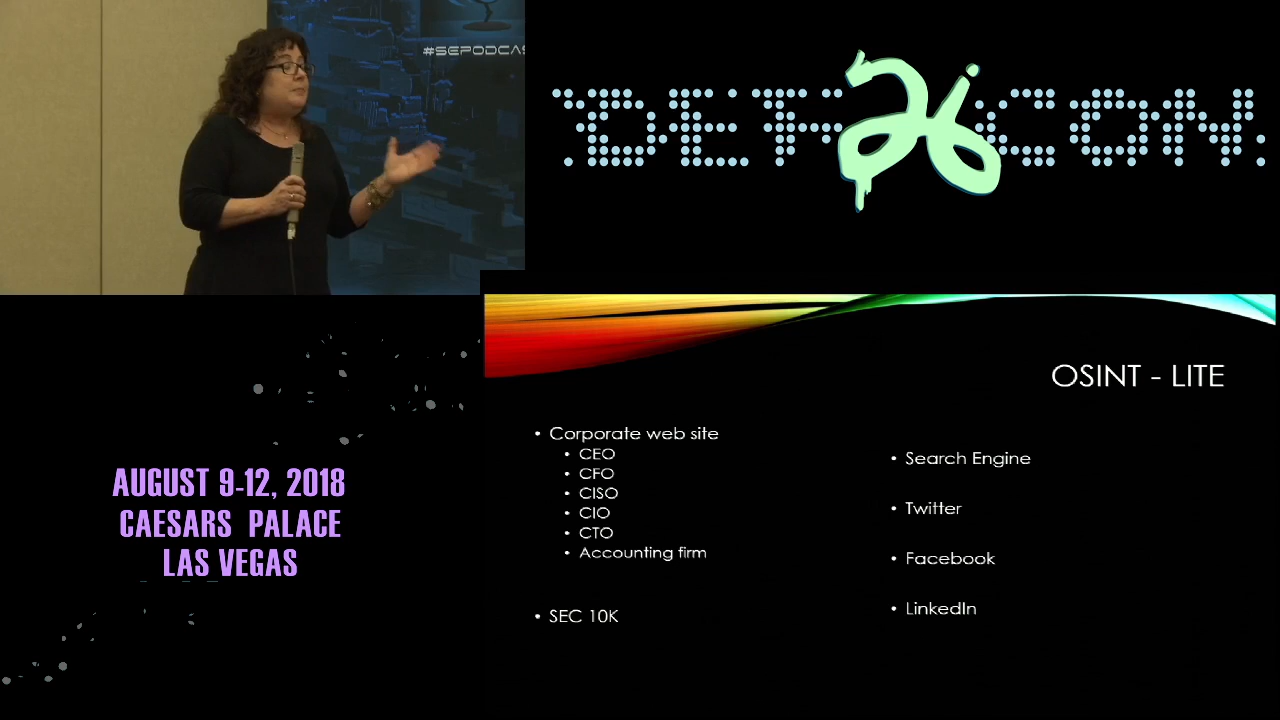 #SEPODCAS
DEF 26 CON.
OSINT - LITE
• Corporate web site
• CEO
• CFO
• CISO
• CIO
• CTO
• Accounting firm
• SEC 10K
• Search Engine
• Twitter
• Facebook
• LinkedIn
AUGUST 9-12, 2018
CAESARS PALACE
LAS VEGAS